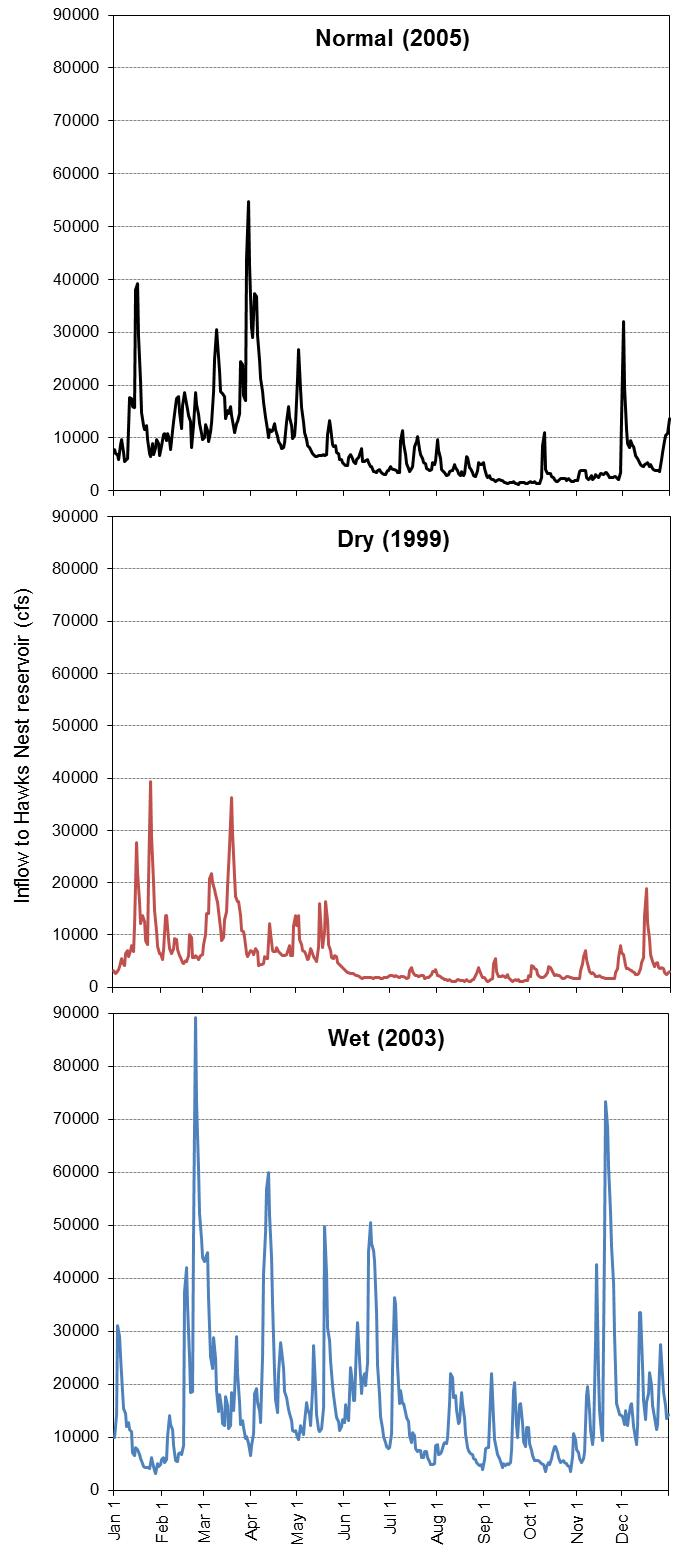 Normal (2005)
90000
80000
70000
60000
50000
40000
30000
20000
10000
0
Inflow to Hawks Nest reservoir (cfs)
Dry (1999)
90000
80000
70000
60000
50000
40000
30000
20000
10000
0
Wet (2003)
90000
80000
70000
60000
50000
40000
30000
20000
10000
0
Jan 1
Feb 1
Mar 1
Apr 1
May 1
Jun 1
Jul 1
Aug 1
Sep 1
Oct 1
Nov 1
Dec 1